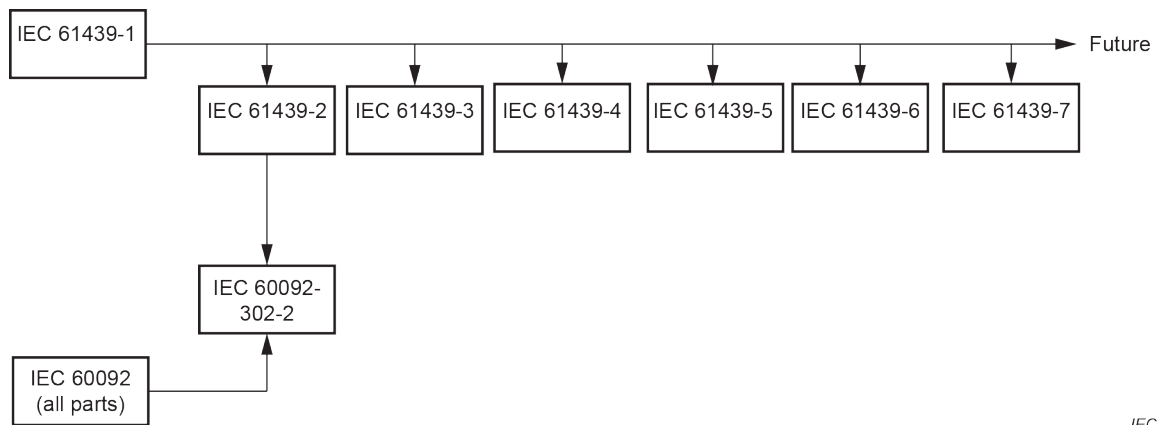 IEC 61439-1
Future
IEC 61439-2
IEC 61439-3
IEC 61439-4
IEC 61439-5
IEC 61439-6
IEC 61439-7
IEC 60092-
302-2
IEC 60092
(all parts)
IEC